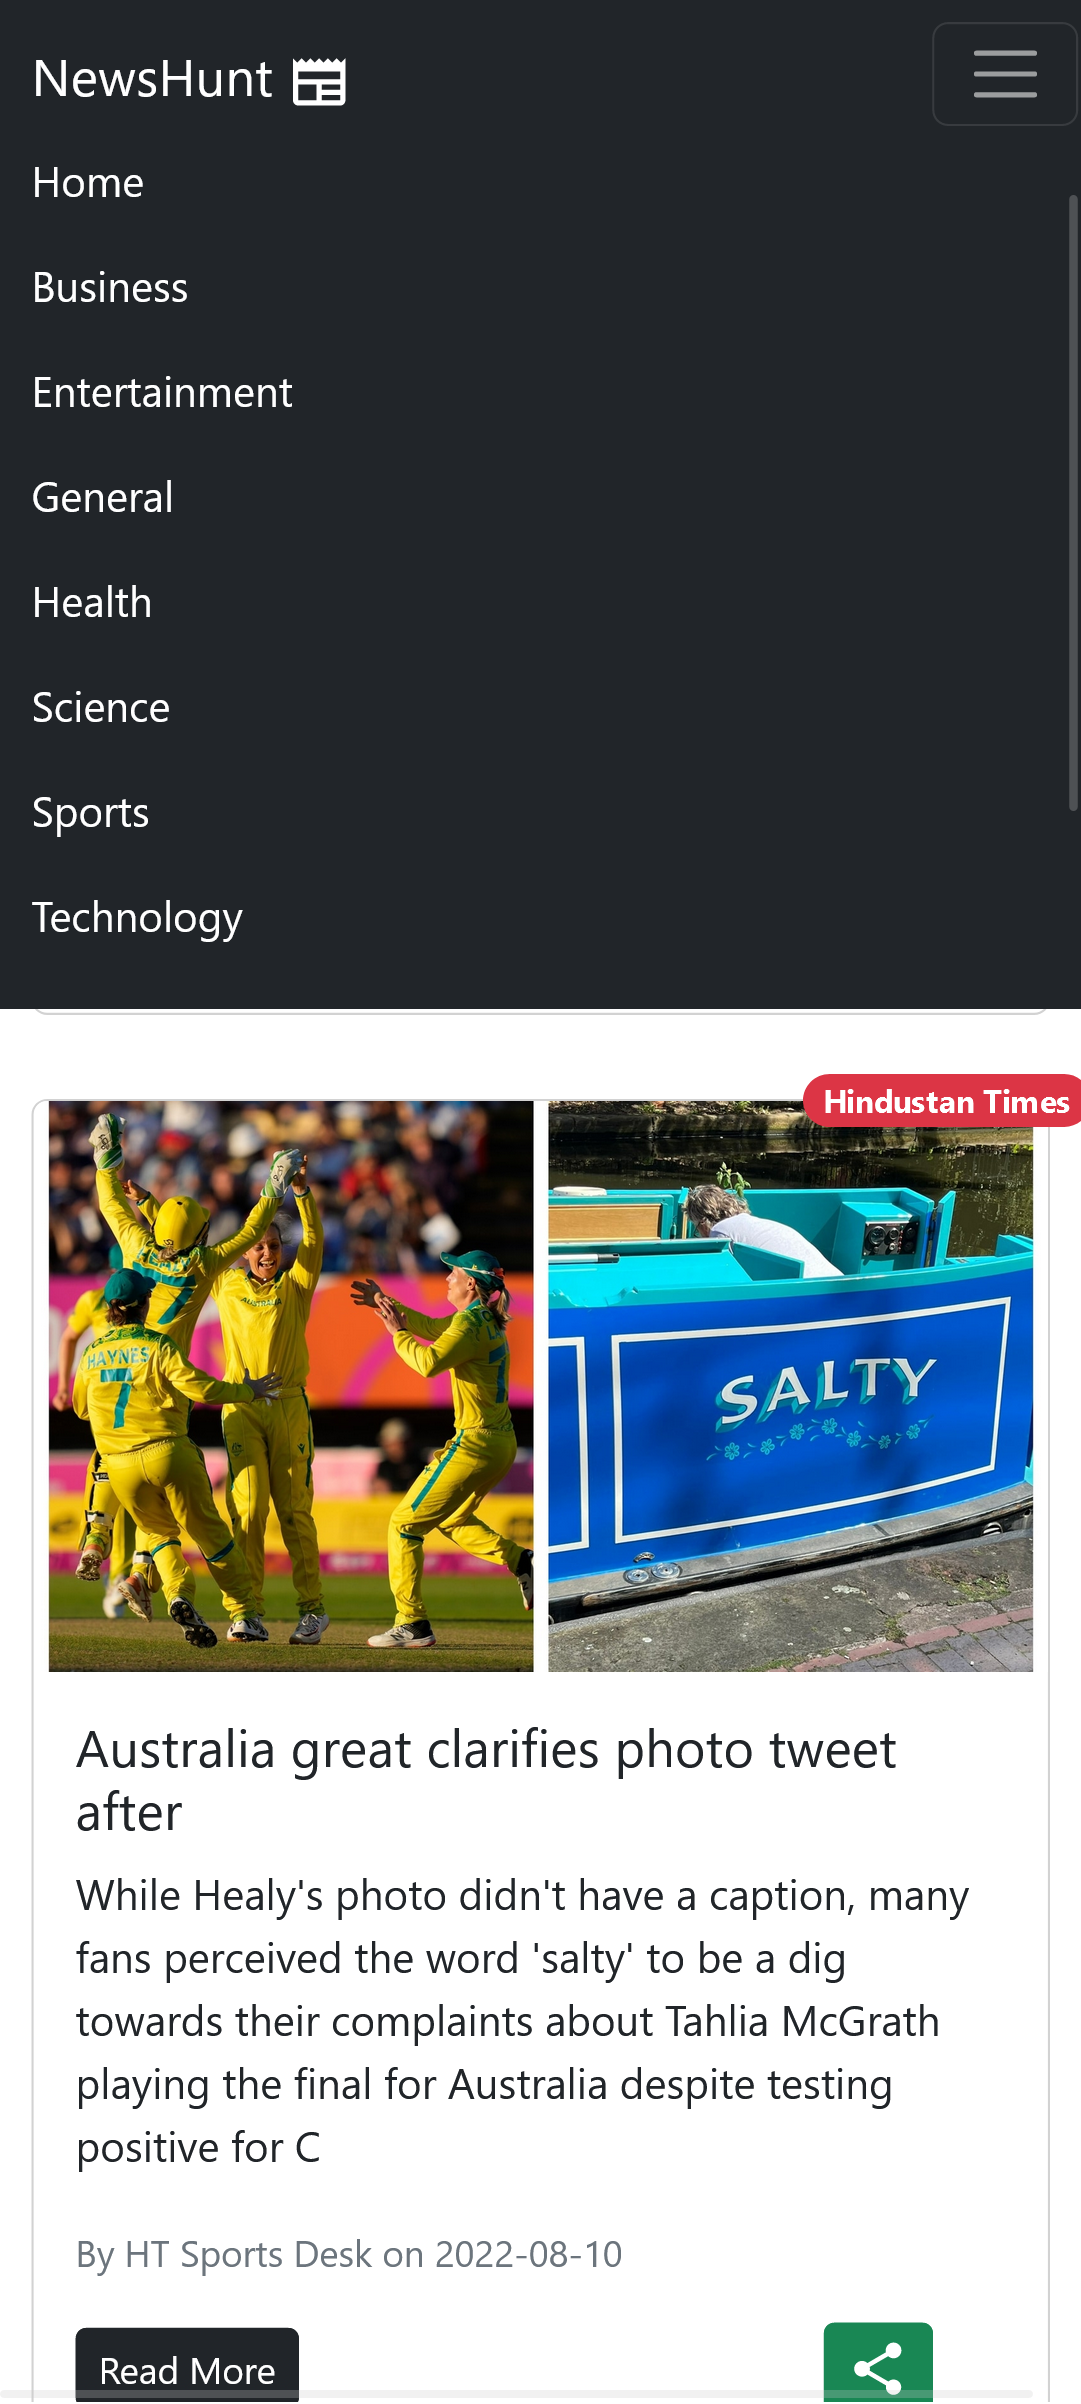 NewsHunt
Home
Business
Entertainment
General
Health
Science
Sports
Technology
Hindustan Times
HAYNES
7
7
AUSTRALIA
SALTY
Australia great clarifies photo tweet
after
While Healy's photo didn't have a caption, many
fans perceived the word 'salty' to be a dig
towards their complaints about Tahlia McGrath
playing the final for Australia despite testing
positive for C
By HT Sports Desk on 2022-08-10
Read More